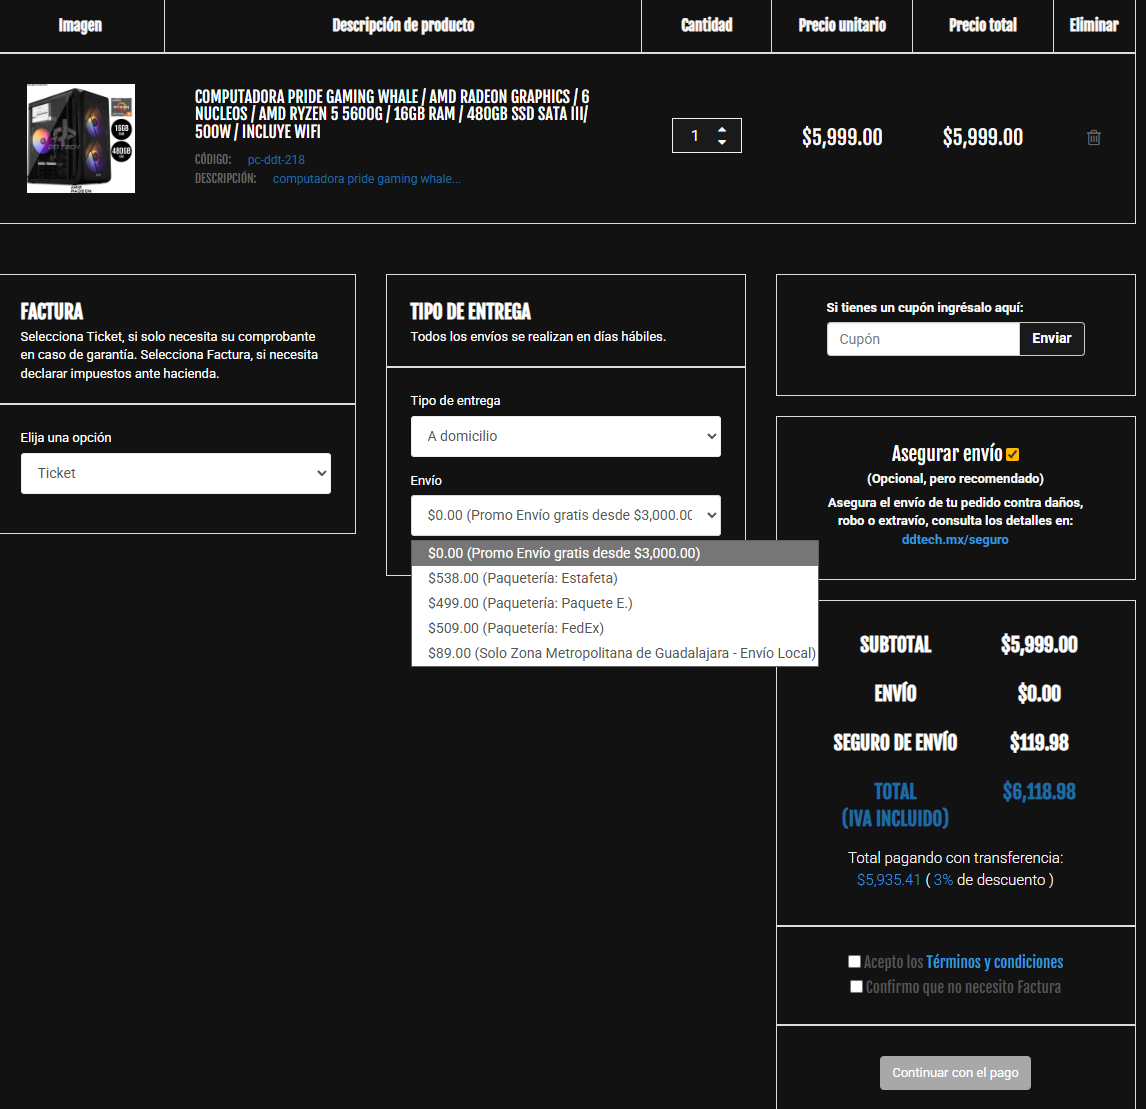 Imagen
Descripción de producto
Cantidad
Precio unitario
Precio total
Eliminar
16GB
480GB
DD TECH
COMPUTADORA PRIDE GAMING WHALE / AMD RADEON GRAPHICS / 6
NUCLEOS / AMD RYZEN 5 5600G / 16GB RAM / 480GB SSD SATA III/
500W / INCLUYE WIFI
CÓDIGO: pc-ddt-218
DESCRIPCIÓN: computadora pride gaming whale...
1
$5,999.00
$5,999.00
FACTURA
Selecciona Ticket, si solo necesita su comprobante
en caso de garantía. Selecciona Factura, si necesita
declarar impuestos ante hacienda.
Elija una opción
Ticket
TIPO DE ENTREGA
Todos los envíos se realizan en días hábiles.
Tipo de entrega
A domicilio
Envío
$0.00 (Promo Envío gratis desde $3,000.00
$0.00 (Promo Envío gratis desde $3,000.00)
$538.00 (Paquetería: Estafeta)
$499.00 (Paquetería: Paquete E.)
$509.00 (Paquetería: FedEx)
$89.00 (Solo Zona Metropolitana de Guadalajara - Envío Local)
Si tienes un cupón ingrésalo aquí:
Cupón
Enviar
Asegurar envío
(Opcional, pero recomendado)
Asegura el envío de tu pedido contra daños,
robo o extravío, consulta los detalles en:
ddtech.mx/seguro
SUBTOTAL $5,999.00
ENVÍO $0.00
SEGURO DE ENVÍO $119.98
TOTAL $6,118.98
(IVA INCLUIDO)
Total pagando con transferencia:
$5,935.41 ( 3% de descuento )
Acepto los Términos y condiciones
Confirmo que no necesito Factura
Continuar con el pago